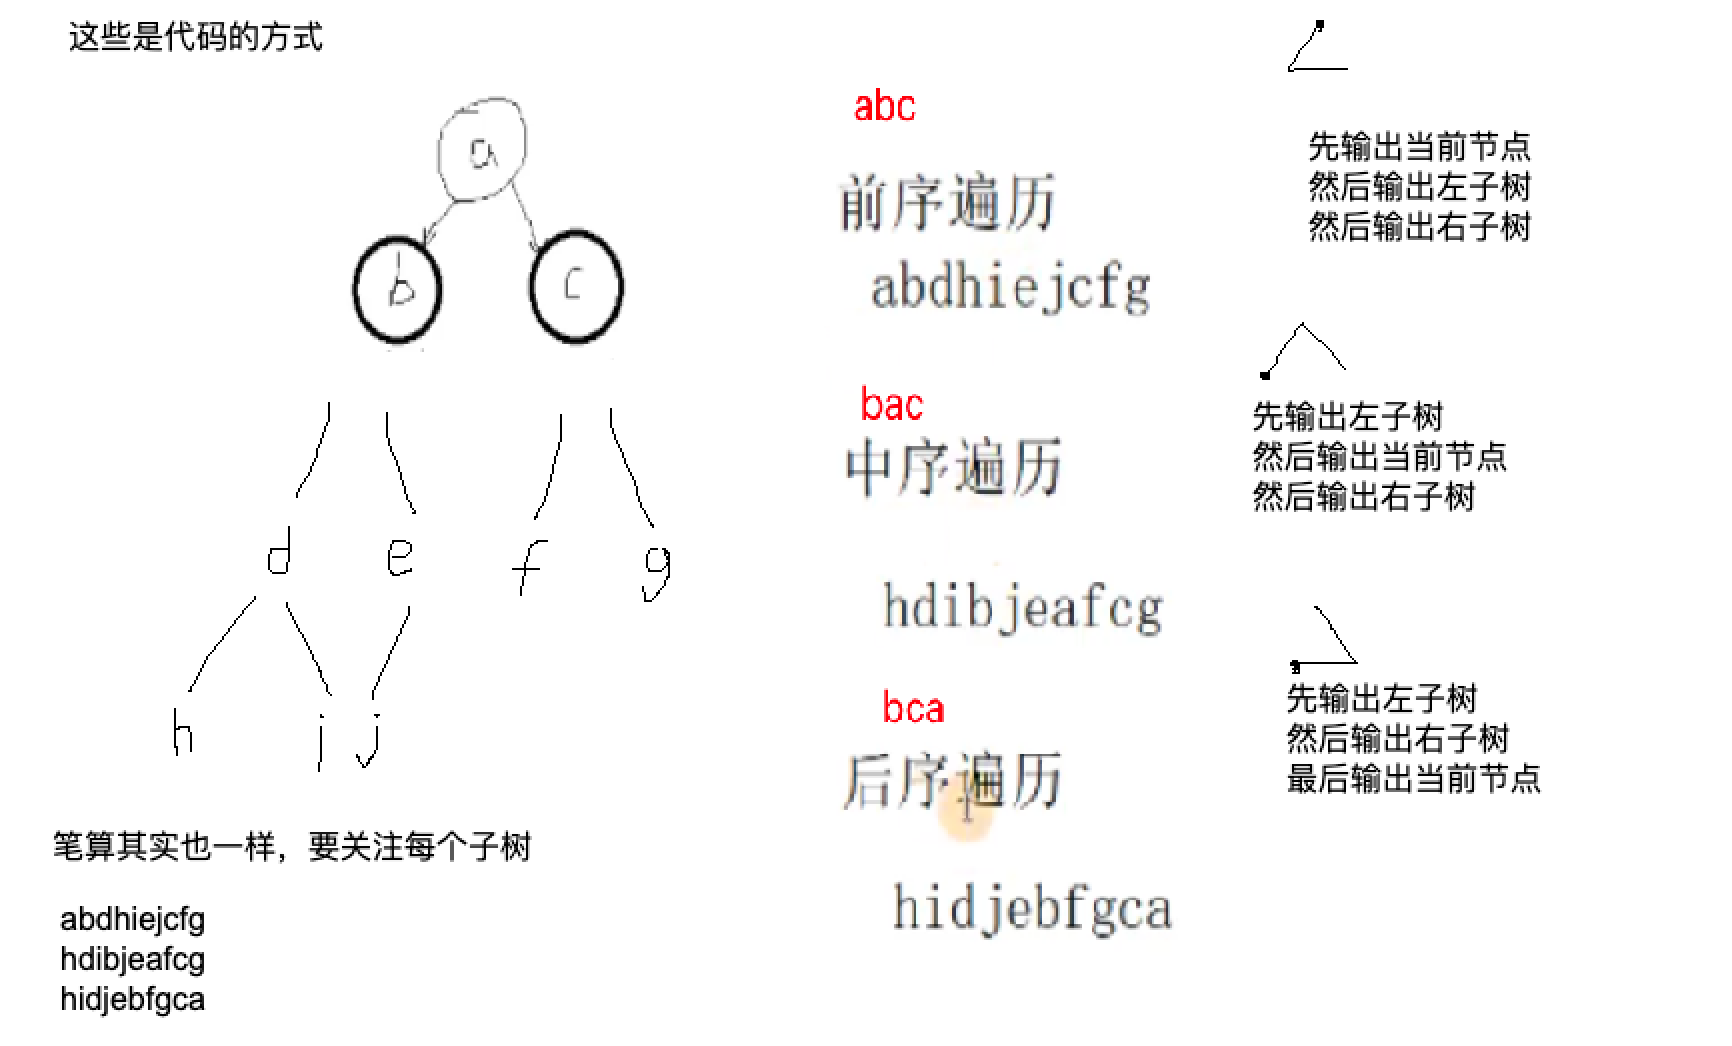 这些是代码的方式
a
b
c
d
e
f
g
h
i
j
笔算其实也一样，要关注每个子树
abdhiejcfg
hdibjeafcg
hidjebfgca
abc
前序遍历
abdhiejcfg
先输出当前节点
然后输出左子树
然后输出右子树
bac
中序遍历
hdibjeafcg
先输出左子树
然后输出当前节点
然后输出右子树
bca
后序遍历
hidjebfgca
先输出左子树
然后输出右子树
最后输出当前节点